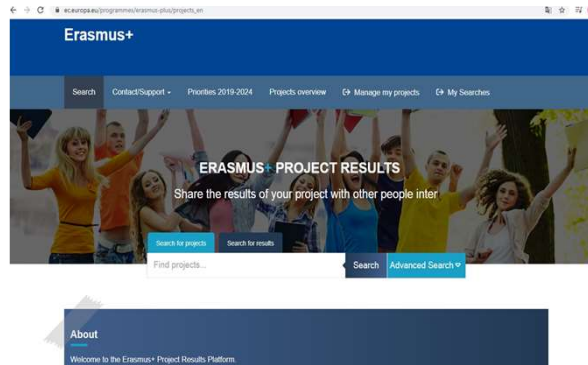 ec.europa.eu/programmes/erasmus-plus/projects_en
Erasmus+
Search Contact/Support Priorities 2019-2024 Projects overview Manage my projects My Searches
ERASMUS+ PROJECT RESULTS
Share the results of your project with other people inter
Search for projects Search for results
Find projects... Search Advanced Search
About
Welcome to the Erasmus+ Project Results Platform.